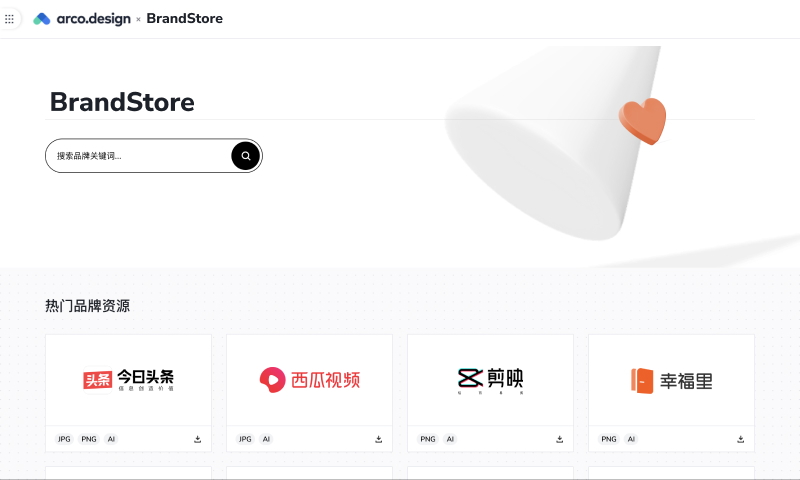 arco.design × BrandStore
BrandStore
搜索品牌关键词...
热门品牌资源
头条 今日头条
信息创造价值
西瓜视频
剪映
幸福里
JPG PNG AI
JPG AI
PNG AI
PNG AI